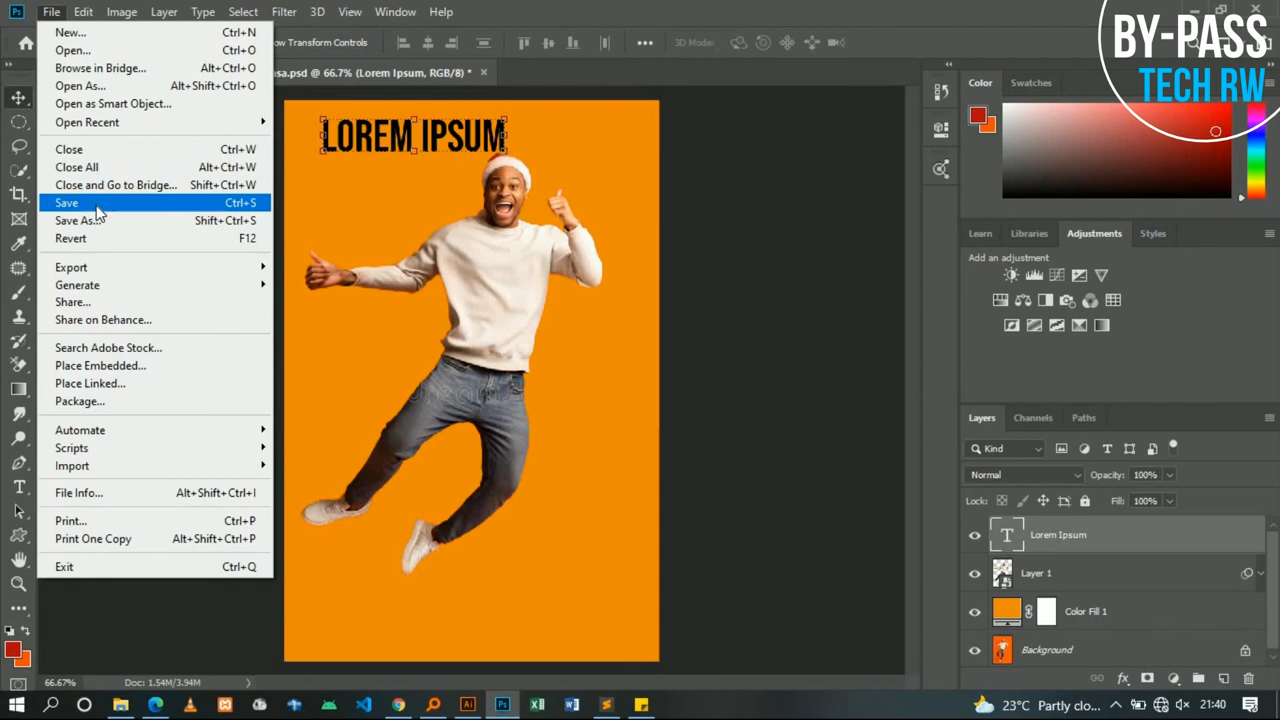 Ps File Edit Image Layer Type Select Filter 3D View Window Help
BY-PASS
TECH RW
how Transform Controls
3D Mode:
nsa.psd @ 66.7% (Lorem Ipsum, RGB/8) *
New... Ctrl+N
Open... Ctrl+O
Browse in Bridge... Alt+Ctrl+O
Open As... Alt+Shift+Ctrl+O
Open as Smart Object...
Open Recent
Close Ctrl+W
Close All Alt+Ctrl+W
Close and Go to Bridge... Shift+Ctrl+W
Save Ctrl+S
Save As... Shift+Ctrl+S
Revert F12
Export
Generate
Share...
Share on Behance...
Search Adobe Stock...
Place Embedded...
Place Linked...
Package...
Automate
Scripts
Import
File Info... Alt+Shift+Ctrl+I
Print... Ctrl+P
Print One Copy Alt+Shift+Ctrl+P
Exit Ctrl+Q
LOREM IPSUM
Color Swatches
Learn Libraries Adjustments Styles
Add an adjustment
Layers Channels Paths
Kind
Normal Opacity: 100%
Lock: Fill: 100%
T Lorem Ipsum
Layer 1
Color Fill 1
Background
66.67% Doc: 1.54M/3.94M
Ai Ps 23°C Partly clo... 21:40